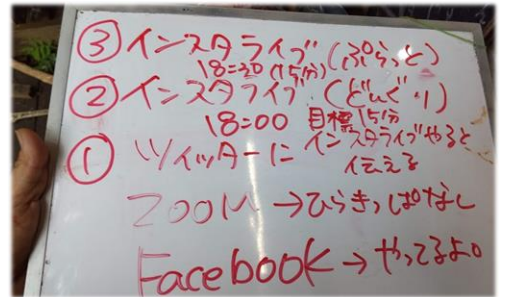 ③インスタライブ(ぷらっと)
18=30(15分)
②インスタライブ(どんぐり)
18=00 目標15分
①ツイッターにインスタライブやると
伝える
ZOOM→ひらきっぱなし
Facebook→やってるよ。